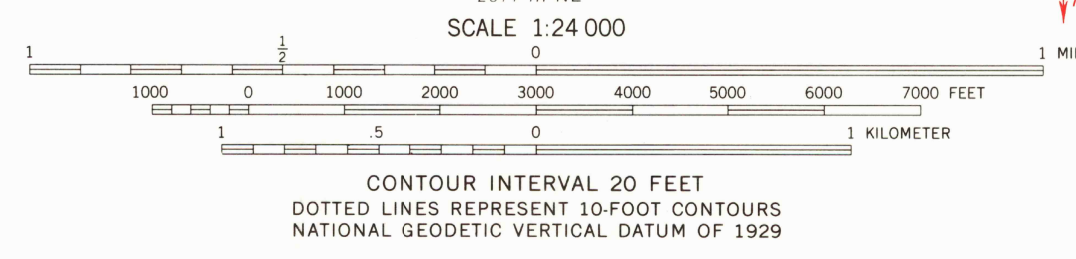 SCALE 1:24 000
1 1/2 0 1
1000 0 1000 2000 3000 4000 5000 6000 7000 FEET
1 .5 0 1 KILOMETER
CONTOUR INTERVAL 20 FEET
DOTTED LINES REPRESENT 10-FOOT CONTOURS
NATIONAL GEODETIC VERTICAL DATUM OF 1929